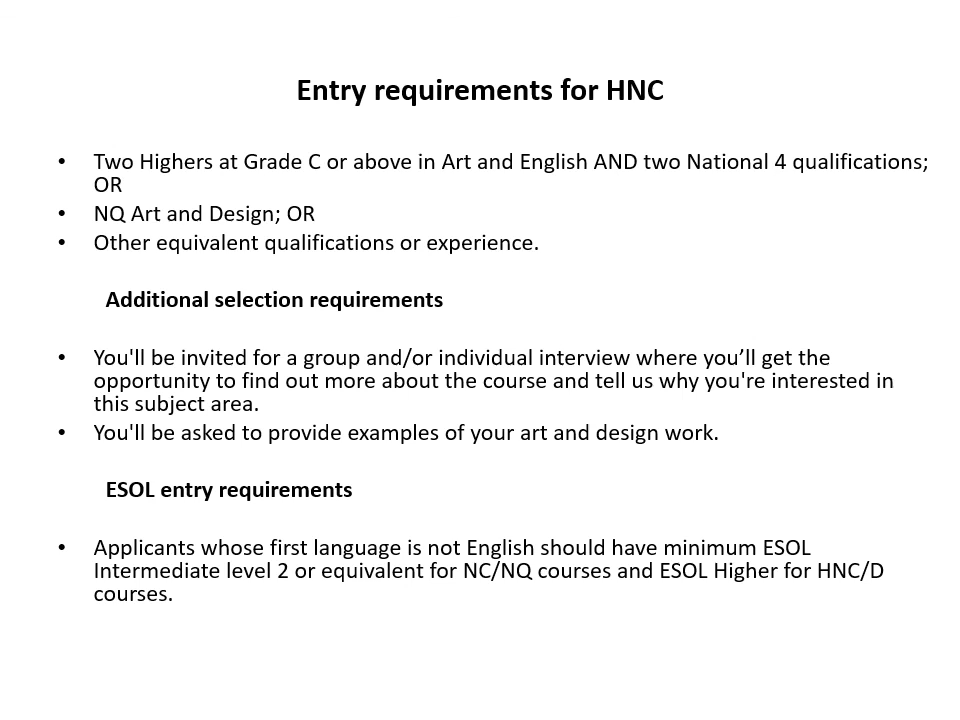 Entry requirements for HNC
• Two Highers at Grade C or above in Art and English AND two National 4 qualifications;
OR
• NQ Art and Design; OR
• Other equivalent qualifications or experience.
Additional selection requirements
• You'll be invited for a group and/or individual interview where you’ll get the
opportunity to find out more about the course and tell us why you're interested in
this subject area.
• You'll be asked to provide examples of your art and design work.
ESOL entry requirements
• Applicants whose first language is not English should have minimum ESOL
Intermediate level 2 or equivalent for NC/NQ courses and ESOL Higher for HNC/D
courses.